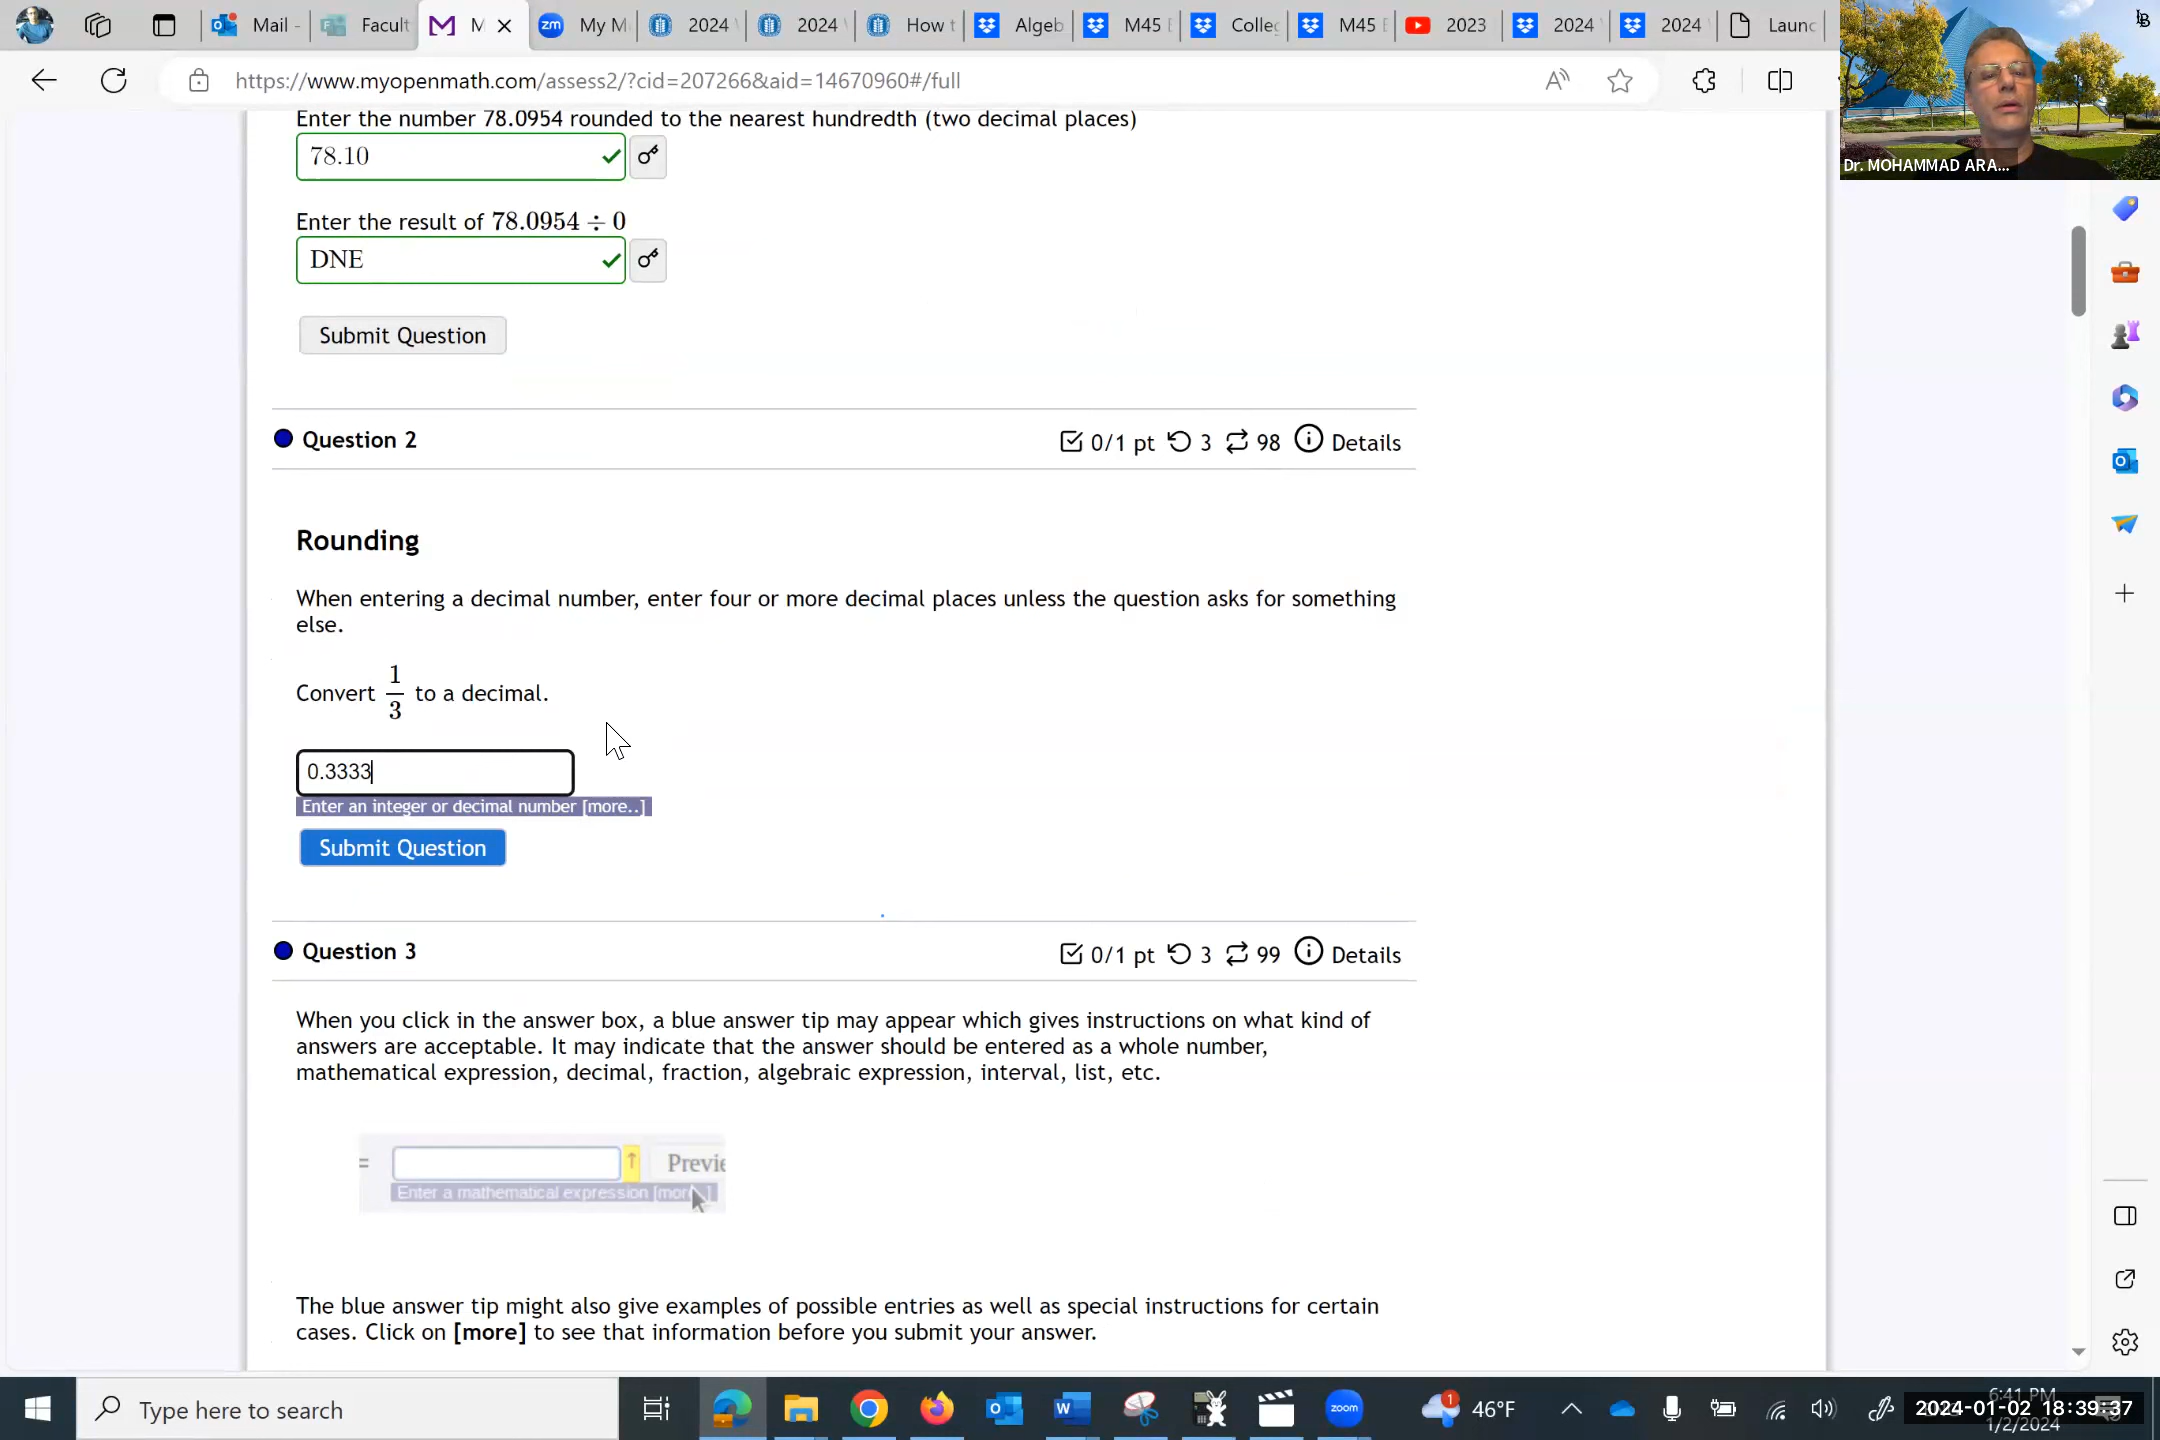 Mail -
Facult
M
My M
2024
2024
How t
Algeb
M45 E
Colleg
M45 E
2023
2024
2024
Launc
https://www.myopenmath.com/assess2/?cid=207266&aid=14670960#/full
Dr. MOHAMMAD ARA...
Enter the number 78.0954 rounded to the nearest hundredth (two decimal places)
78.10
Enter the result of 78.0954 ÷ 0
DNE
Submit Question
Question 2
0/1 pt 3 98 Details
Rounding
When entering a decimal number, enter four or more decimal places unless the question asks for something
else.
Convert 1/3 to a decimal.
0.3333
Enter an integer or decimal number [more..]
Submit Question
Question 3
0/1 pt 3 99 Details
When you click in the answer box, a blue answer tip may appear which gives instructions on what kind of
answers are acceptable. It may indicate that the answer should be entered as a whole number,
mathematical expression, decimal, fraction, algebraic expression, interval, list, etc.
= Previe
Enter a mathematical expression [more..]
The blue answer tip might also give examples of possible entries as well as special instructions for certain
cases. Click on [more] to see that information before you submit your answer.
Type here to search
zoom
1
46°F
6:41 PM
2024-01-02 18:39:37
1/2/2024